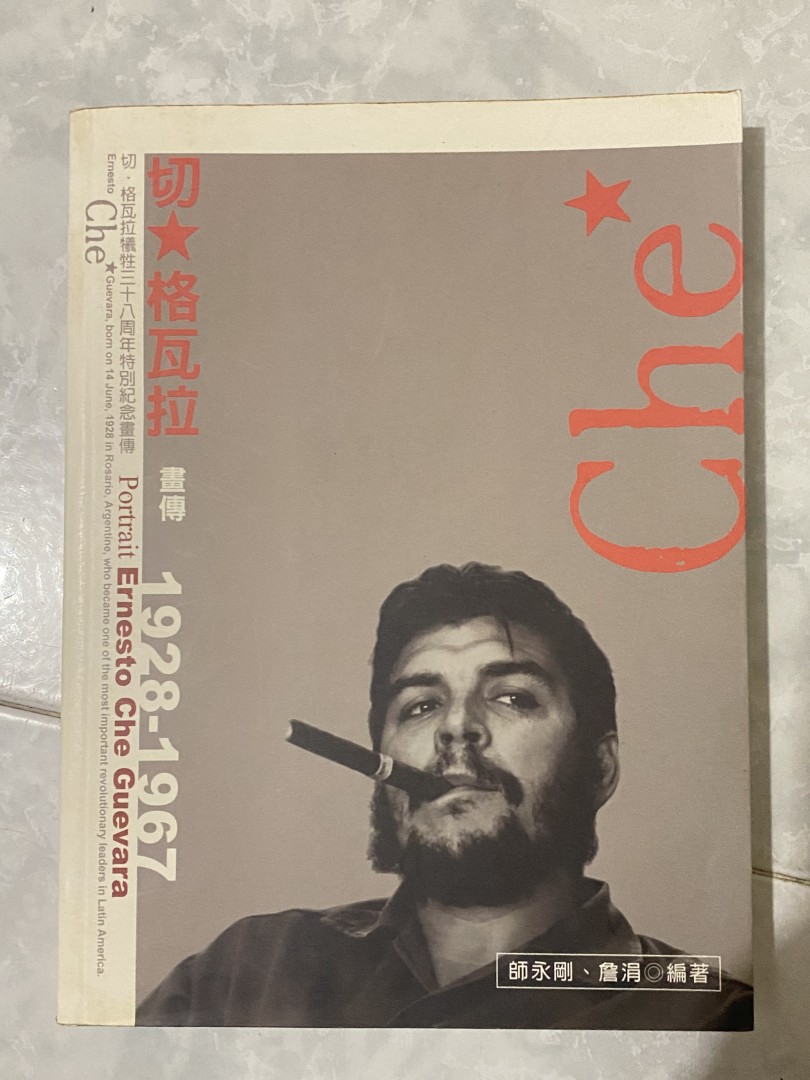 Che★
切★格瓦拉
畫傳
1928-1967
切．格瓦拉犧牲三十八周年特別紀念畫傳
Portrait Ernesto Che Guevara
Ernesto Che★Guevara, born on 14 June, 1928 in Rosario, Argentine, who became one of the most important revolutionary leaders in Latin America.
師永剛、詹涓◎編著